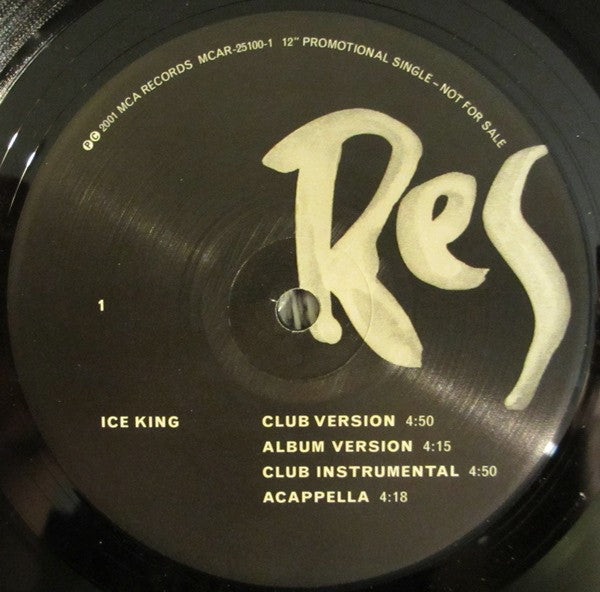 ℗ © 2001 MCA RECORDS MCAR-25100-1 12" PROMOTIONAL SINGLE – NOT FOR SALE
Res
1
ICE KING
CLUB VERSION 4:50
ALBUM VERSION 4:15
CLUB INSTRUMENTAL 4:50
ACAPPELLA 4:18